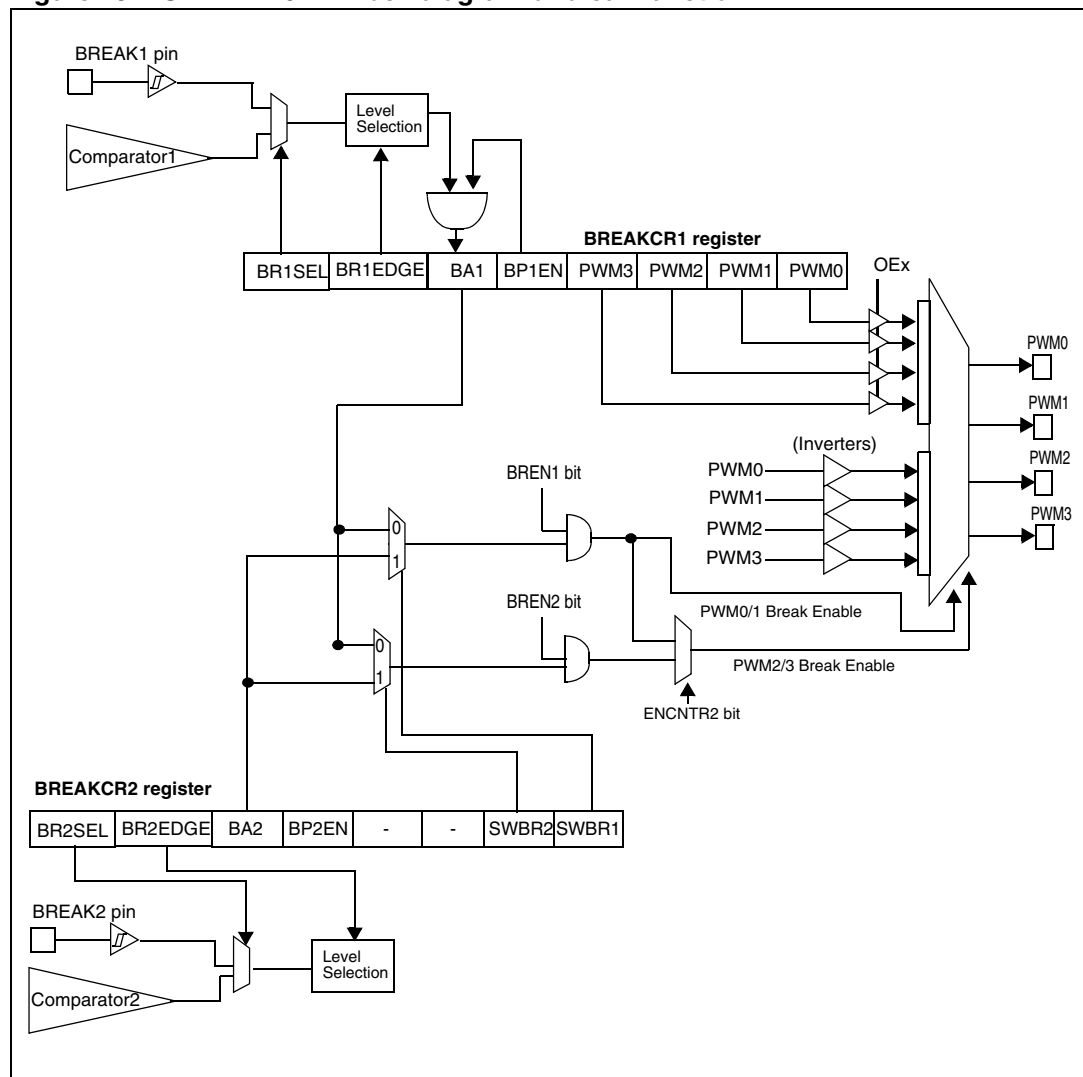 BREAK1 pin
Comparator1
Level
Selection
BREAKCR1 register
BR1SEL BR1EDGE BA1 BP1EN PWM3 PWM2 PWM1 PWM0
OEx
PWM0
PWM1
PWM2
PWM3
(Inverters)
PWM0
PWM1
PWM2
PWM3
BREN1 bit
0
1
PWM0/1 Break Enable
BREN2 bit
0
1
PWM2/3 Break Enable
ENCNTR2 bit
BREAKCR2 register
BR2SEL BR2EDGE BA2 BP2EN - - SWBR2 SWBR1
BREAK2 pin
Comparator2
Level
Selection